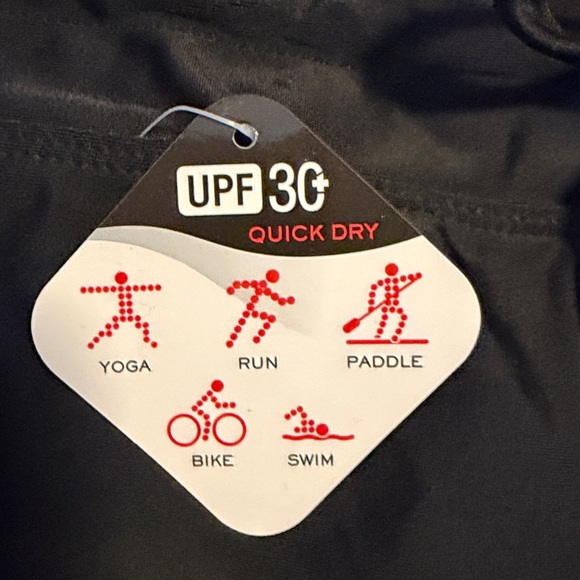 UPF 30+
QUICK DRY
YOGA RUN PADDLE
BIKE SWIM